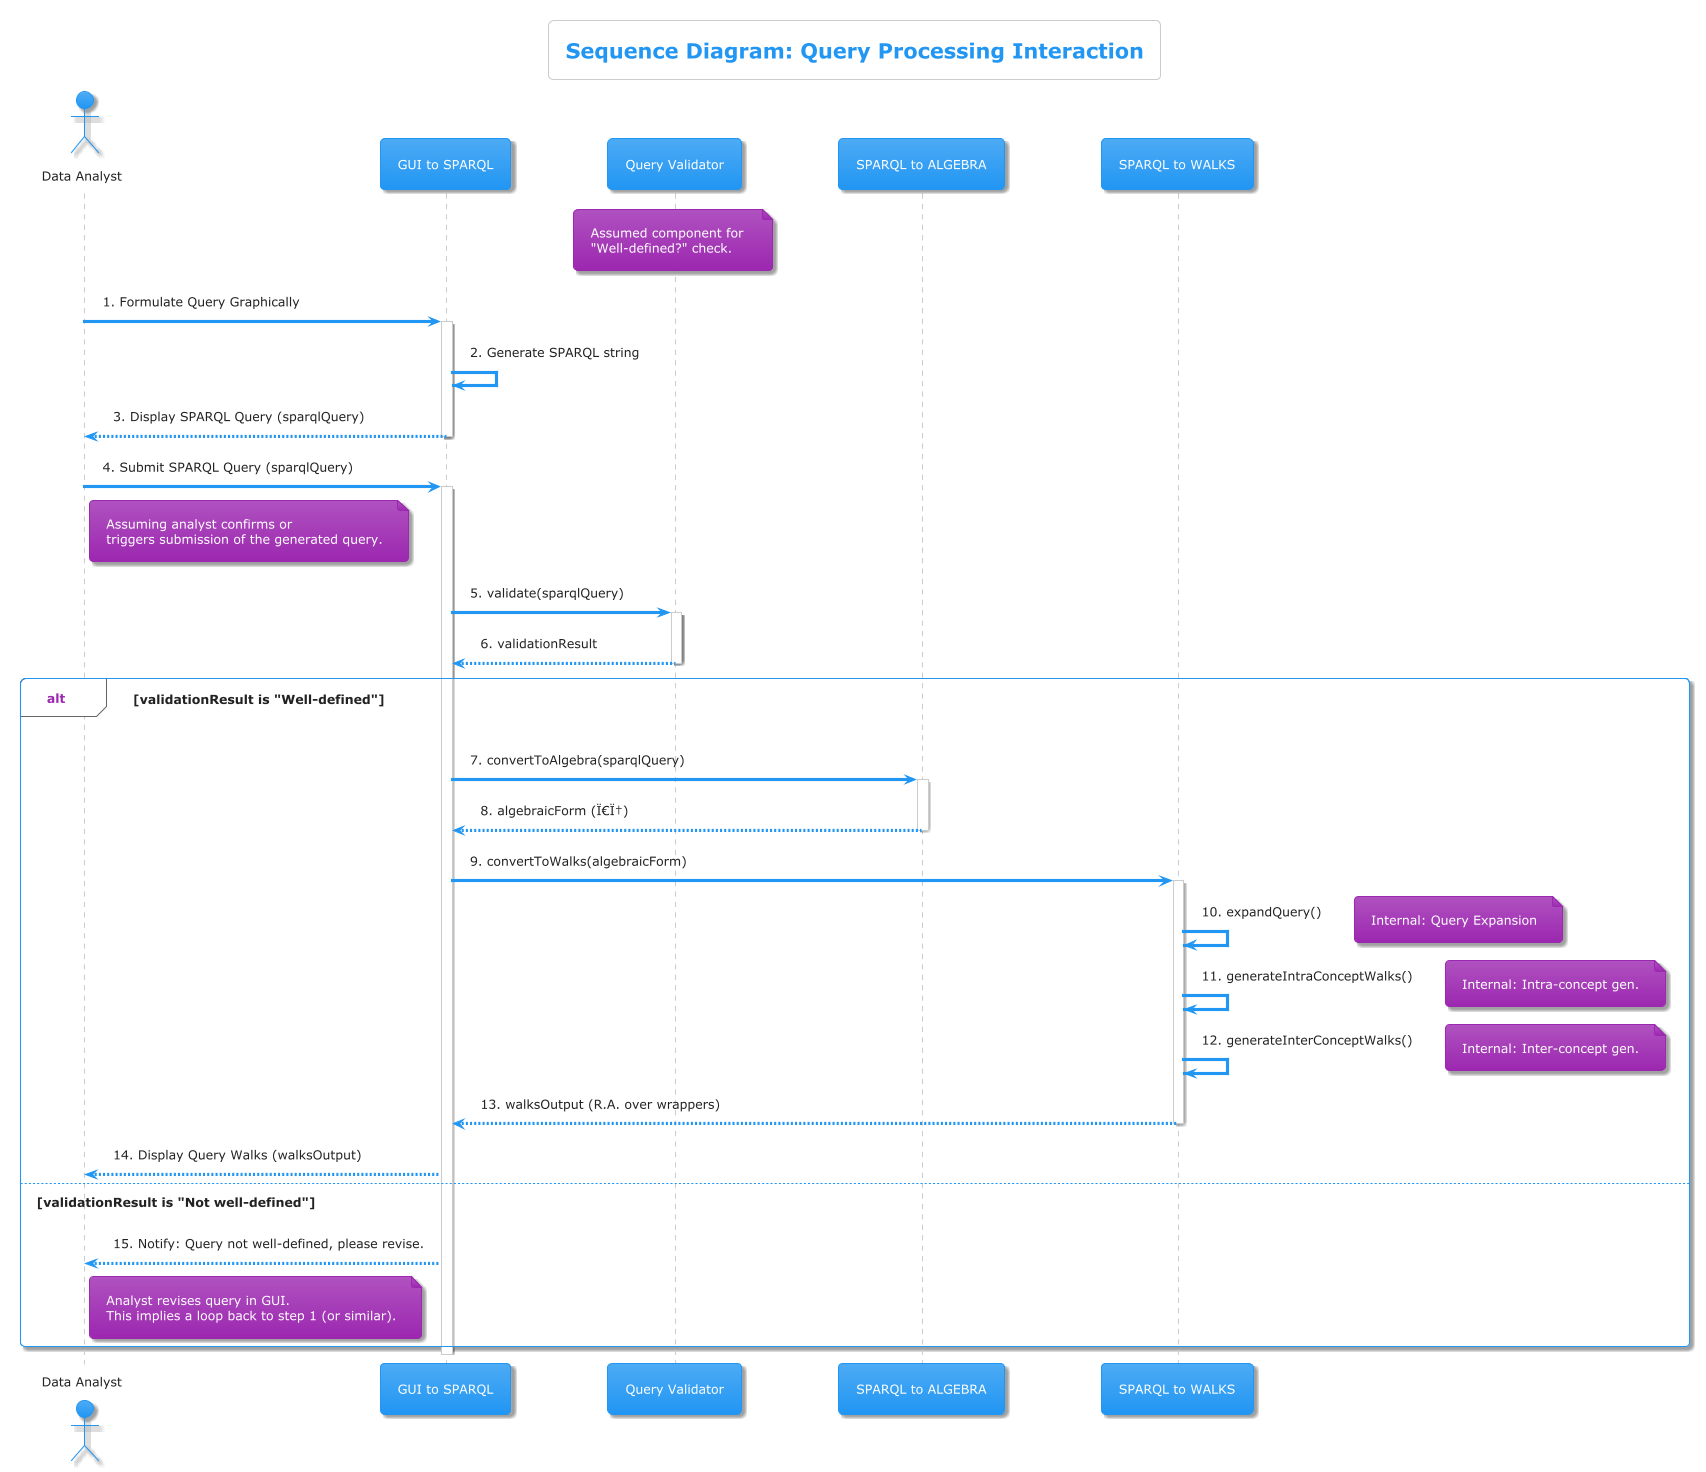 Sequence Diagram: Query Processing Interaction
Data Analyst
GUI to SPARQL
Query Validator
SPARQL to ALGEBRA
SPARQL to WALKS
Assumed component for
"Well-defined?" check.
1. Formulate Query Graphically
2. Generate SPARQL string
3. Display SPARQL Query (sparqlQuery)
4. Submit SPARQL Query (sparqlQuery)
Assuming analyst confirms or
triggers submission of the generated query.
5. validate(sparqlQuery)
6. validationResult
alt
[validationResult is "Well-defined"]
7. convertToAlgebra(sparqlQuery)
8. algebraicForm (Ï€Ï†)
9. convertToWalks(algebraicForm)
10. expandQuery()
Internal: Query Expansion
11. generateIntraConceptWalks()
Internal: Intra-concept gen.
12. generateInterConceptWalks()
Internal: Inter-concept gen.
13. walksOutput (R.A. over wrappers)
14. Display Query Walks (walksOutput)
[validationResult is "Not well-defined"]
15. Notify: Query not well-defined, please revise.
Analyst revises query in GUI.
This implies a loop back to step 1 (or similar).
Data Analyst
GUI to SPARQL
Query Validator
SPARQL to ALGEBRA
SPARQL to WALKS